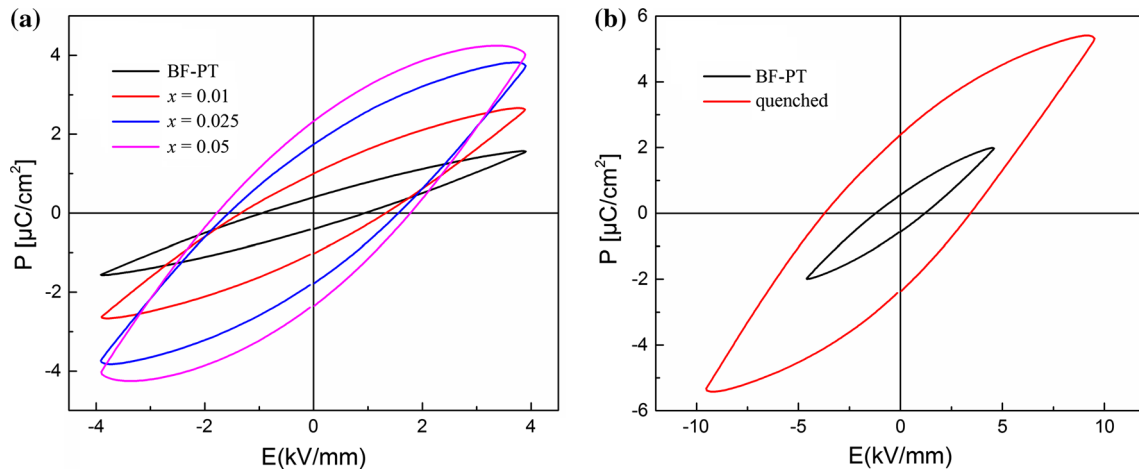 (a)
BF-PT
x = 0.01
x = 0.025
x = 0.05
P [μC/cm²]
4
2
0
-2
-4
-4 -2 0 2 4
E(kV/mm)
(b)
BF-PT
quenched
P [μC/cm²]
6
4
2
0
-2
-4
-6
-10 -5 0 5 10
E(kV/mm)